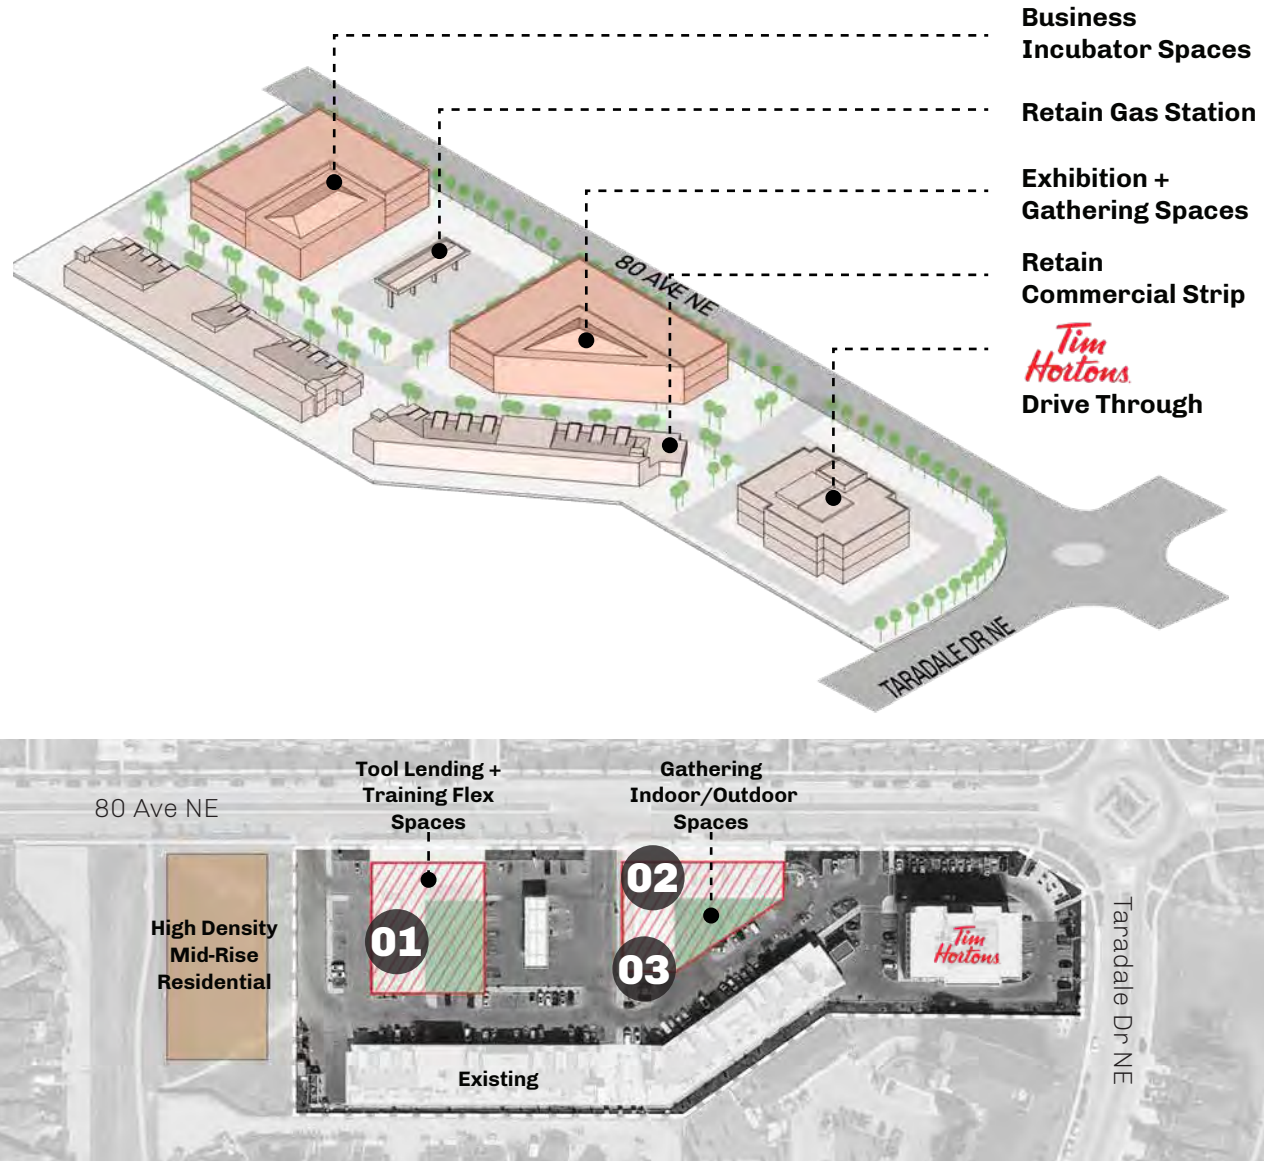 Business
Incubator Spaces
Retain Gas Station
Exhibition +
Gathering Spaces
Retain
Commercial Strip
Tim
Hortons
Drive Through
80 AVE NE
TARADALE DR NE
Tool Lending +
Training Flex
Spaces
Gathering
Indoor/Outdoor
Spaces
80 Ave NE
02
High Density
Mid-Rise
Residential
01
03
Tim
Hortons
Taradale Dr NE
Existing